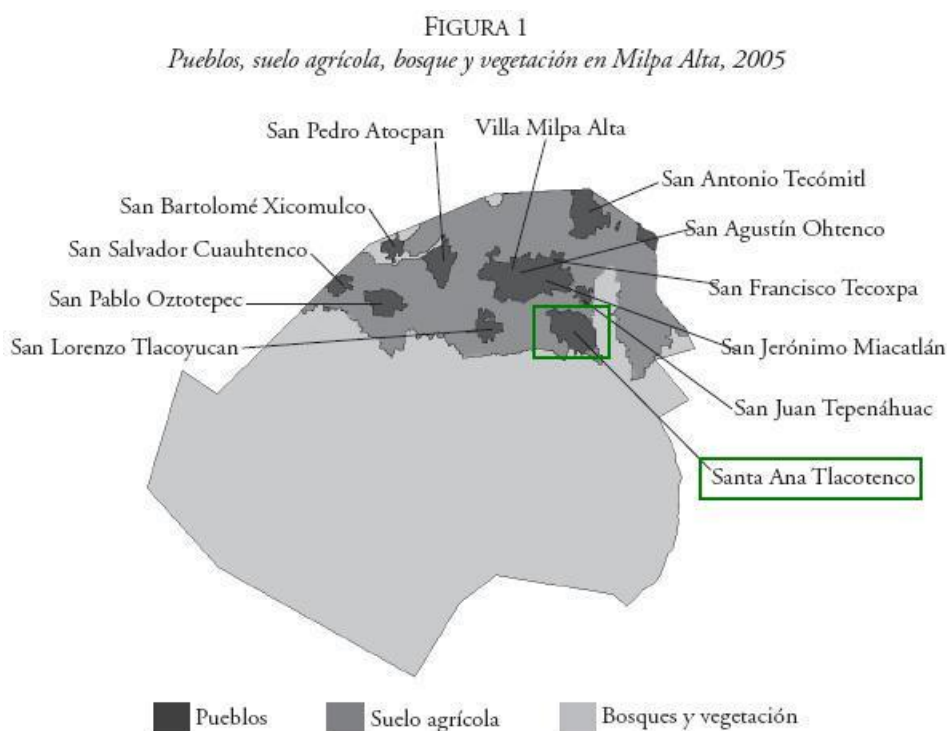 FIGURA 1
Pueblos, suelo agrícola, bosque y vegetación en Milpa Alta, 2005
San Pedro Atocpan
Villa Milpa Alta
San Antonio Tecómitl
San Bartolomé Xicomulco
San Agustín Ohtenco
San Salvador Cuauhtenco
San Francisco Tecoxpa
San Pablo Oztotepec
San Lorenzo Tlacoyucan
San Jerónimo Miacatlán
San Juan Tepenáhuac
Santa Ana Tlacotenco
Pueblos
Suelo agrícola
Bosques y vegetación